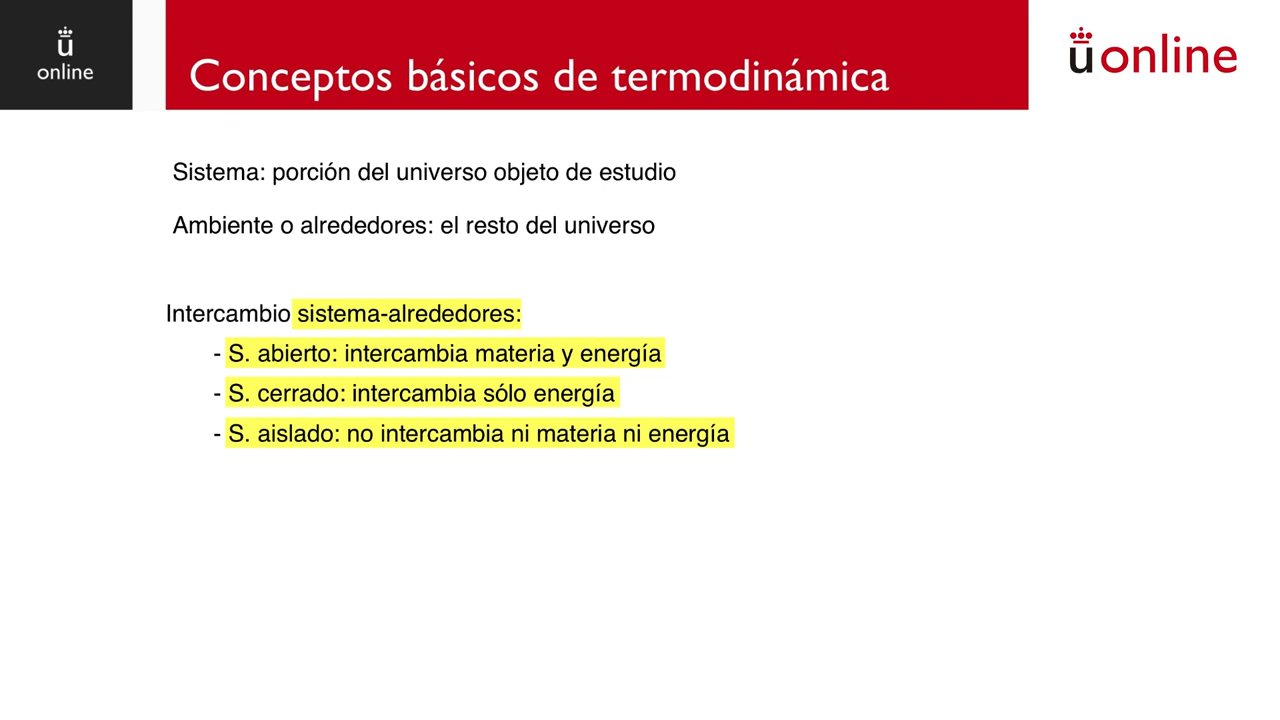 ü
online
Conceptos básicos de termodinámica
ü online
Sistema: porción del universo objeto de estudio
Ambiente o alrededores: el resto del universo
Intercambio sistema-alrededores:
- S. abierto: intercambia materia y energía
- S. cerrado: intercambia sólo energía
- S. aislado: no intercambia ni materia ni energía